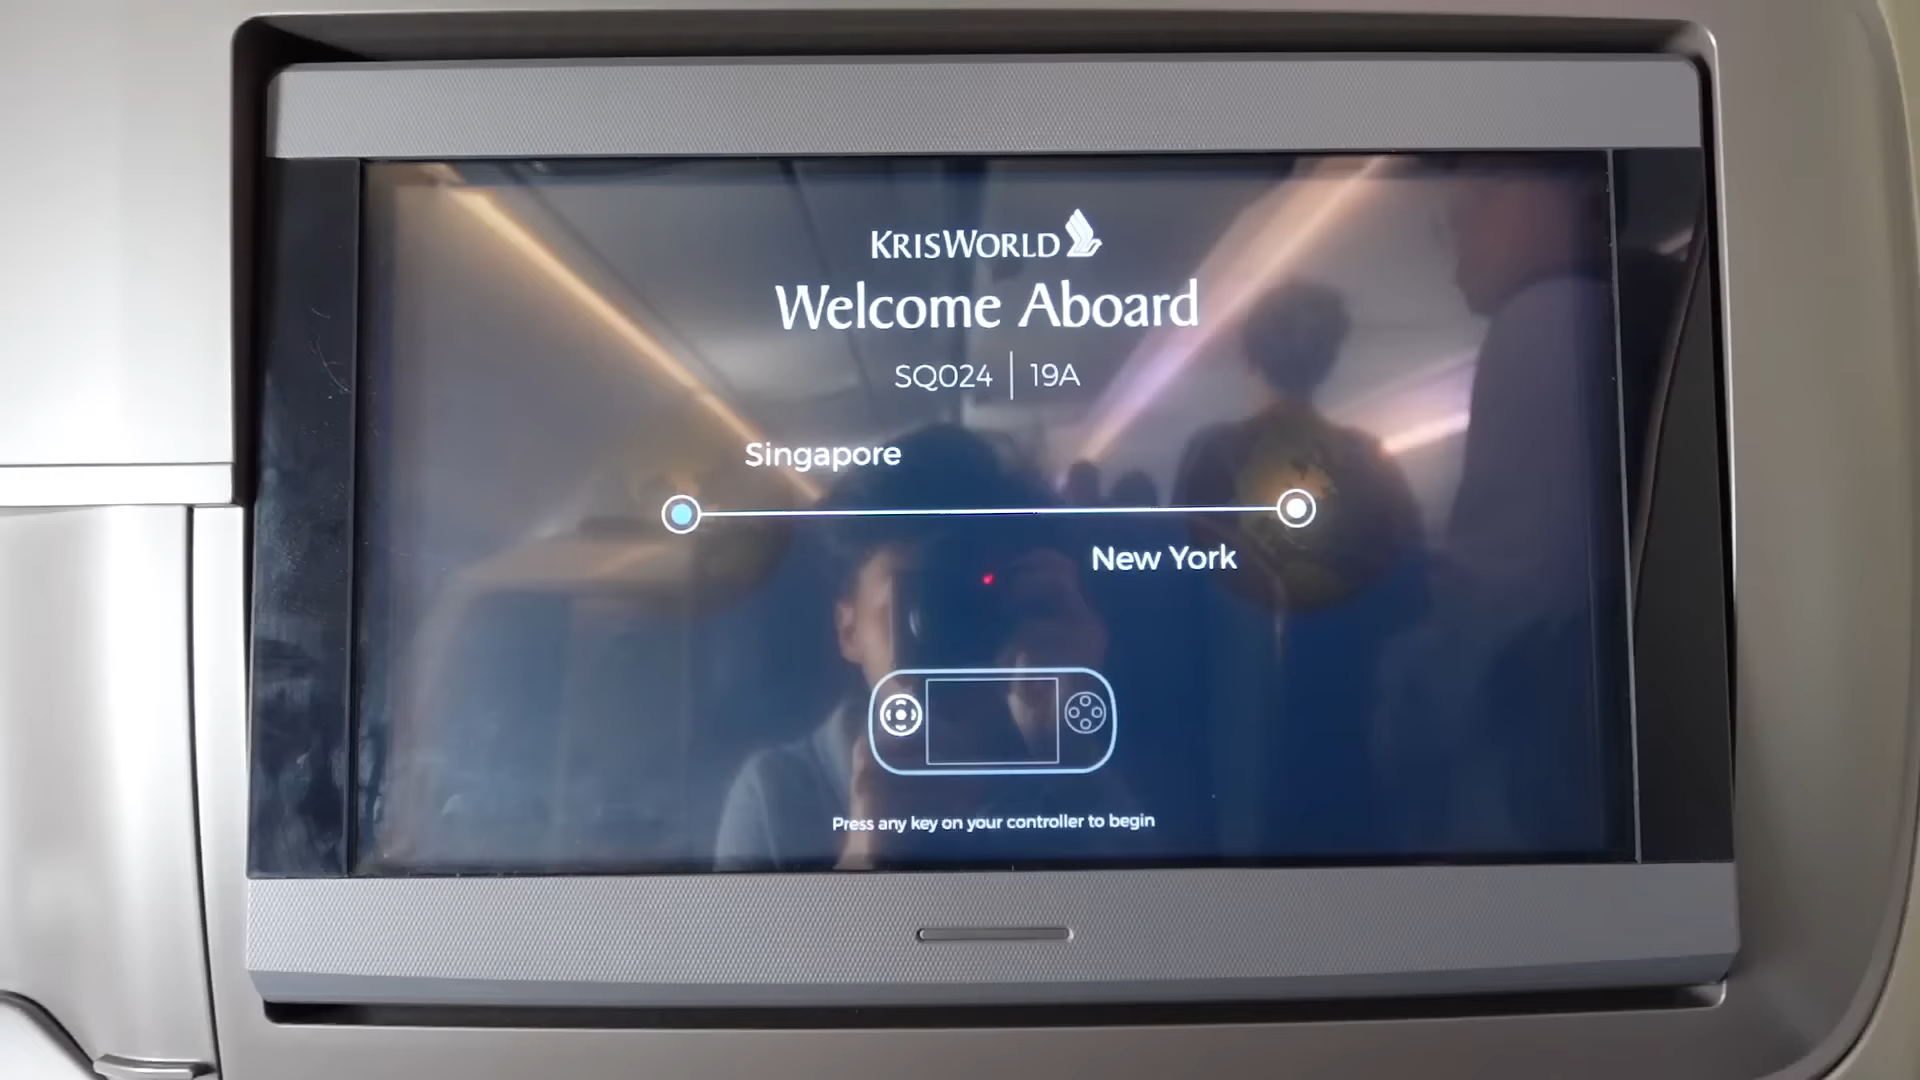 KRISWORLD
Welcome Aboard
SQ024 | 19A
Singapore
New York
Press any key on your controller to begin